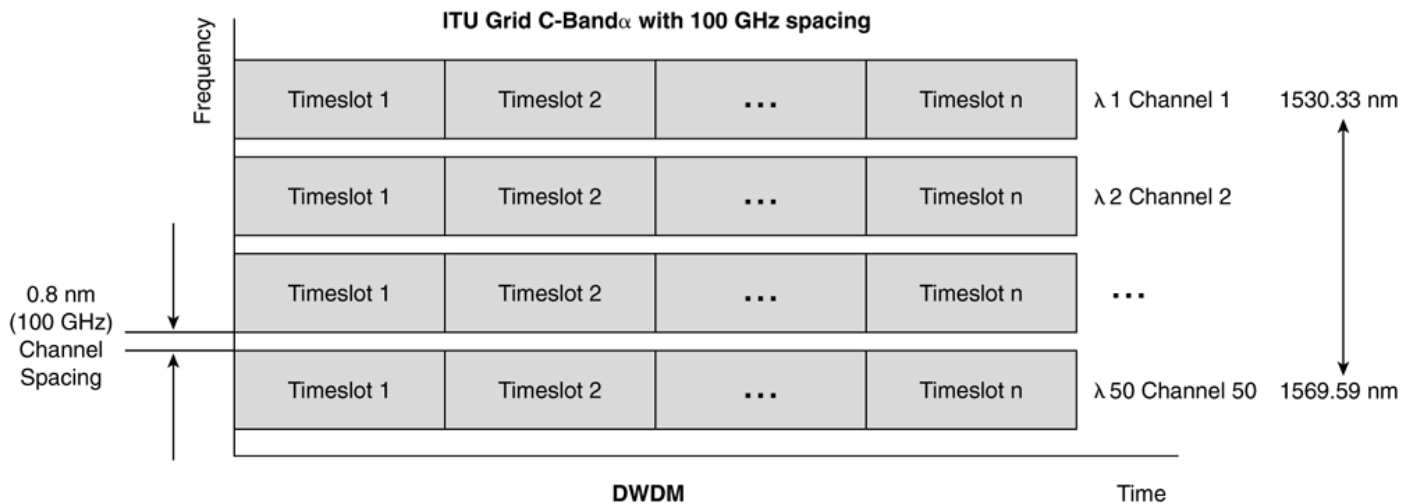 ITU Grid C-Bandα with 100 GHz spacing
Frequency
Timeslot 1 Timeslot 2 ... Timeslot n λ 1 Channel 1 1530.33 nm
Timeslot 1 Timeslot 2 ... Timeslot n λ 2 Channel 2
Timeslot 1 Timeslot 2 ... Timeslot n ...
0.8 nm
(100 GHz)
Channel
Spacing
Timeslot 1 Timeslot 2 ... Timeslot n λ 50 Channel 50 1569.59 nm
DWDM Time